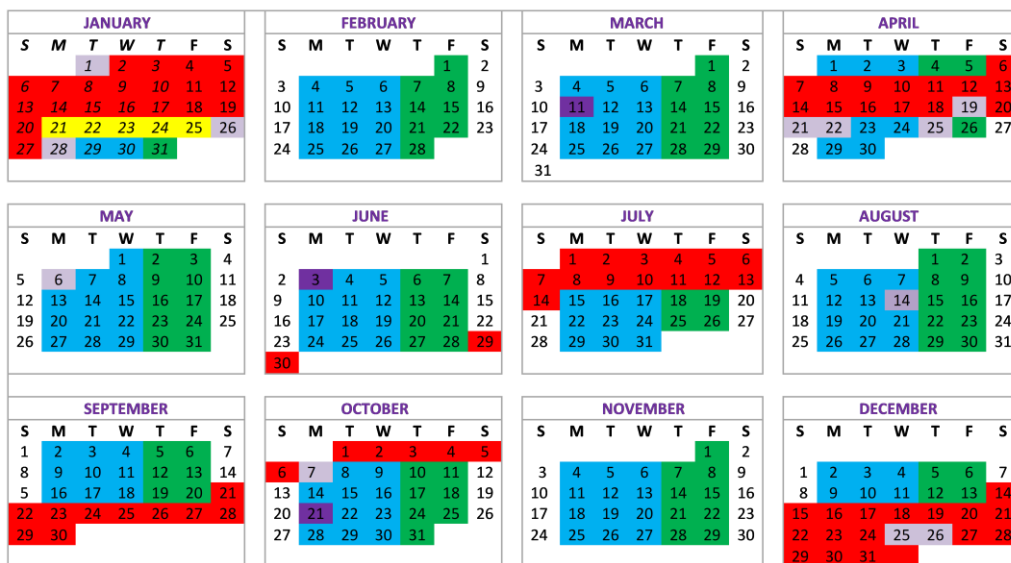 JANUARY
S M T W T F S
1 2 3 4 5
6 7 8 9 10 11 12
13 14 15 16 17 18 19
20 21 22 23 24 25 26
27 28 29 30 31
FEBRUARY
S M T W T F S
1 2
3 4 5 6 7 8 9
10 11 12 13 14 15 16
17 18 19 20 21 22 23
24 25 26 27 28
MARCH
S M T W T F S
1 2
3 4 5 6 7 8 9
10 11 12 13 14 15 16
17 18 19 20 21 22 23
24 25 26 27 28 29 30
31
APRIL
S M T W T F S
1 2 3 4 5 6
7 8 9 10 11 12 13
14 15 16 17 18 19 20
21 22 23 24 25 26 27
28 29 30
MAY
S M T W T F S
1 2 3 4
5 6 7 8 9 10 11
12 13 14 15 16 17 18
19 20 21 22 23 24 25
26 27 28 29 30 31
JUNE
S M T W T F S
1
2 3 4 5 6 7 8
9 10 11 12 13 14 15
16 17 18 19 20 21 22
23 24 25 26 27 28 29
30
JULY
S M T W T F S
1 2 3 4 5 6
7 8 9 10 11 12 13
14 15 16 17 18 19 20
21 22 23 24 25 26 27
28 29 30 31
AUGUST
S M T W T F S
1 2 3
4 5 6 7 8 9 10
11 12 13 14 15 16 17
18 19 20 21 22 23 24
25 26 27 28 29 30 31
SEPTEMBER
S M T W T F S
1 2 3 4 5 6 7
8 9 10 11 12 13 14
5 16 17 18 19 20 21
22 23 24 25 26 27 28
29 30
OCTOBER
S M T W T F S
1 2 3 4 5
6 7 8 9 10 11 12
13 14 15 16 17 18 19
20 21 22 23 24 25 26
27 28 29 30 31
NOVEMBER
S M T W T F S
1 2
3 4 5 6 7 8 9
10 11 12 13 14 15 16
17 18 19 20 21 22 23
24 25 26 27 28 29 30
DECEMBER
S M T W T F S
1 2 3 4 5 6 7
8 9 10 11 12 13 14
15 16 17 18 19 20 21
22 23 24 25 26 27 28
29 30 31